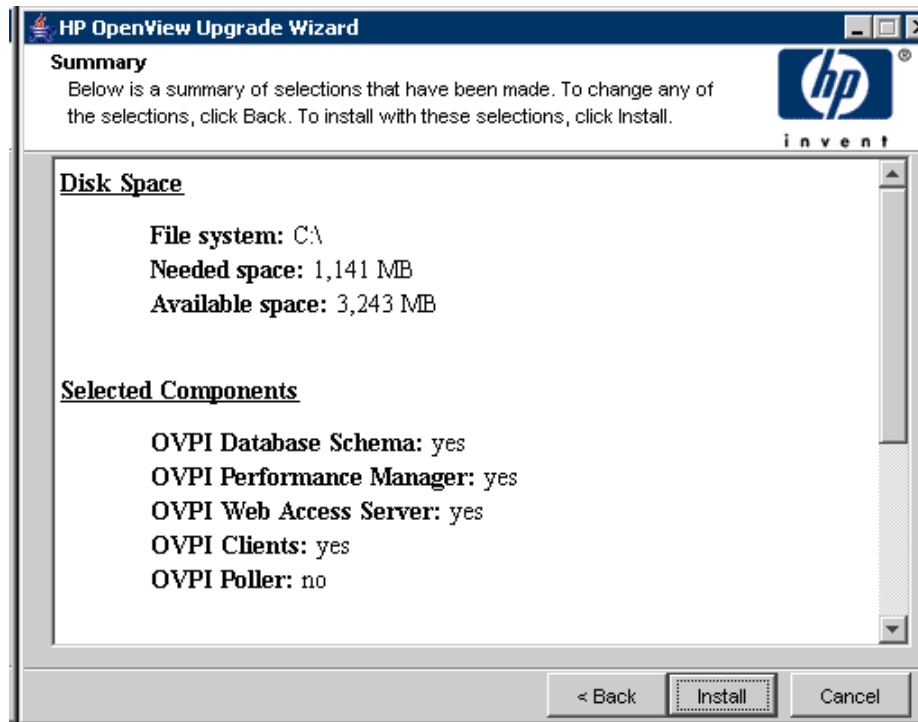 HP OpenView Upgrade Wizard
Summary
Below is a summary of selections that have been made. To change any of
the selections, click Back. To install with these selections, click Install.
hp
®
invent
Disk Space
File system: C:\
Needed space: 1,141 MB
Available space: 3,243 MB
Selected Components
OVPI Database Schema: yes
OVPI Performance Manager: yes
OVPI Web Access Server: yes
OVPI Clients: yes
OVPI Poller: no
< Back Install Cancel